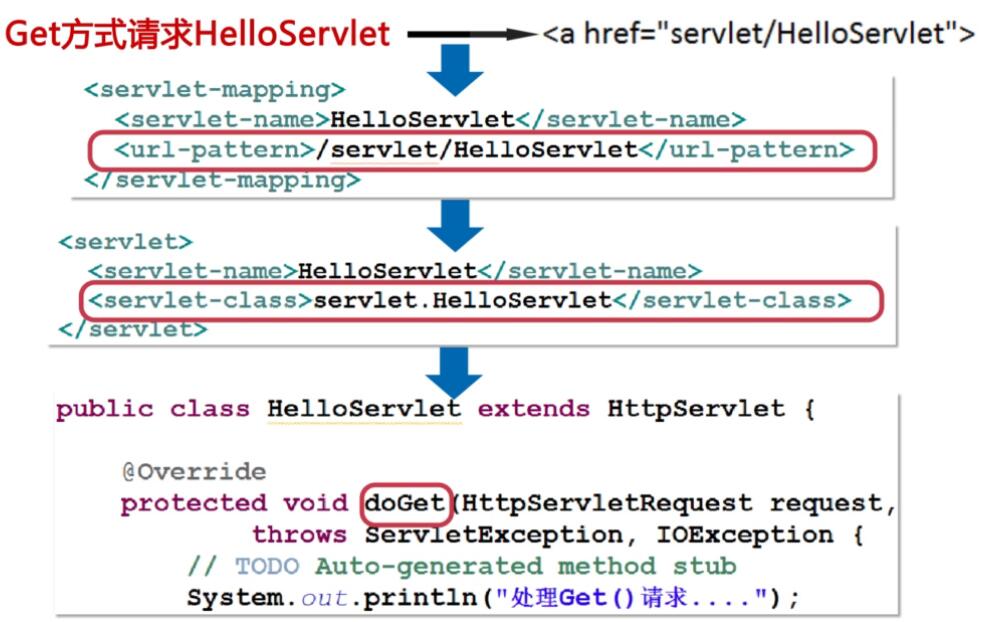 Get方式请求HelloServlet <a href="servlet/HelloServlet">
<servlet-mapping>
<servlet-name>HelloServlet</servlet-name>
<url-pattern>/servlet/HelloServlet</url-pattern>
</servlet-mapping>
<servlet>
<servlet-name>HelloServlet</servlet-name>
<servlet-class>servlet.HelloServlet</servlet-class>
</servlet>
public class HelloServlet extends HttpServlet {
@Override
protected void doGet(HttpServletRequest request,
throws ServletException, IOException {
// TODO Auto-generated method stub
System.out.println("处理Get()请求....");